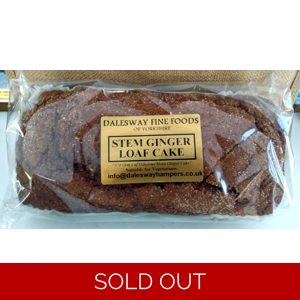 DALESWAY FINE FOODS
OF YORKSHIRE
STEM GINGER
LOAF CAKE
Suitable for Vegetarians
info@daleswayhampers.co.uk
SOLD OUT